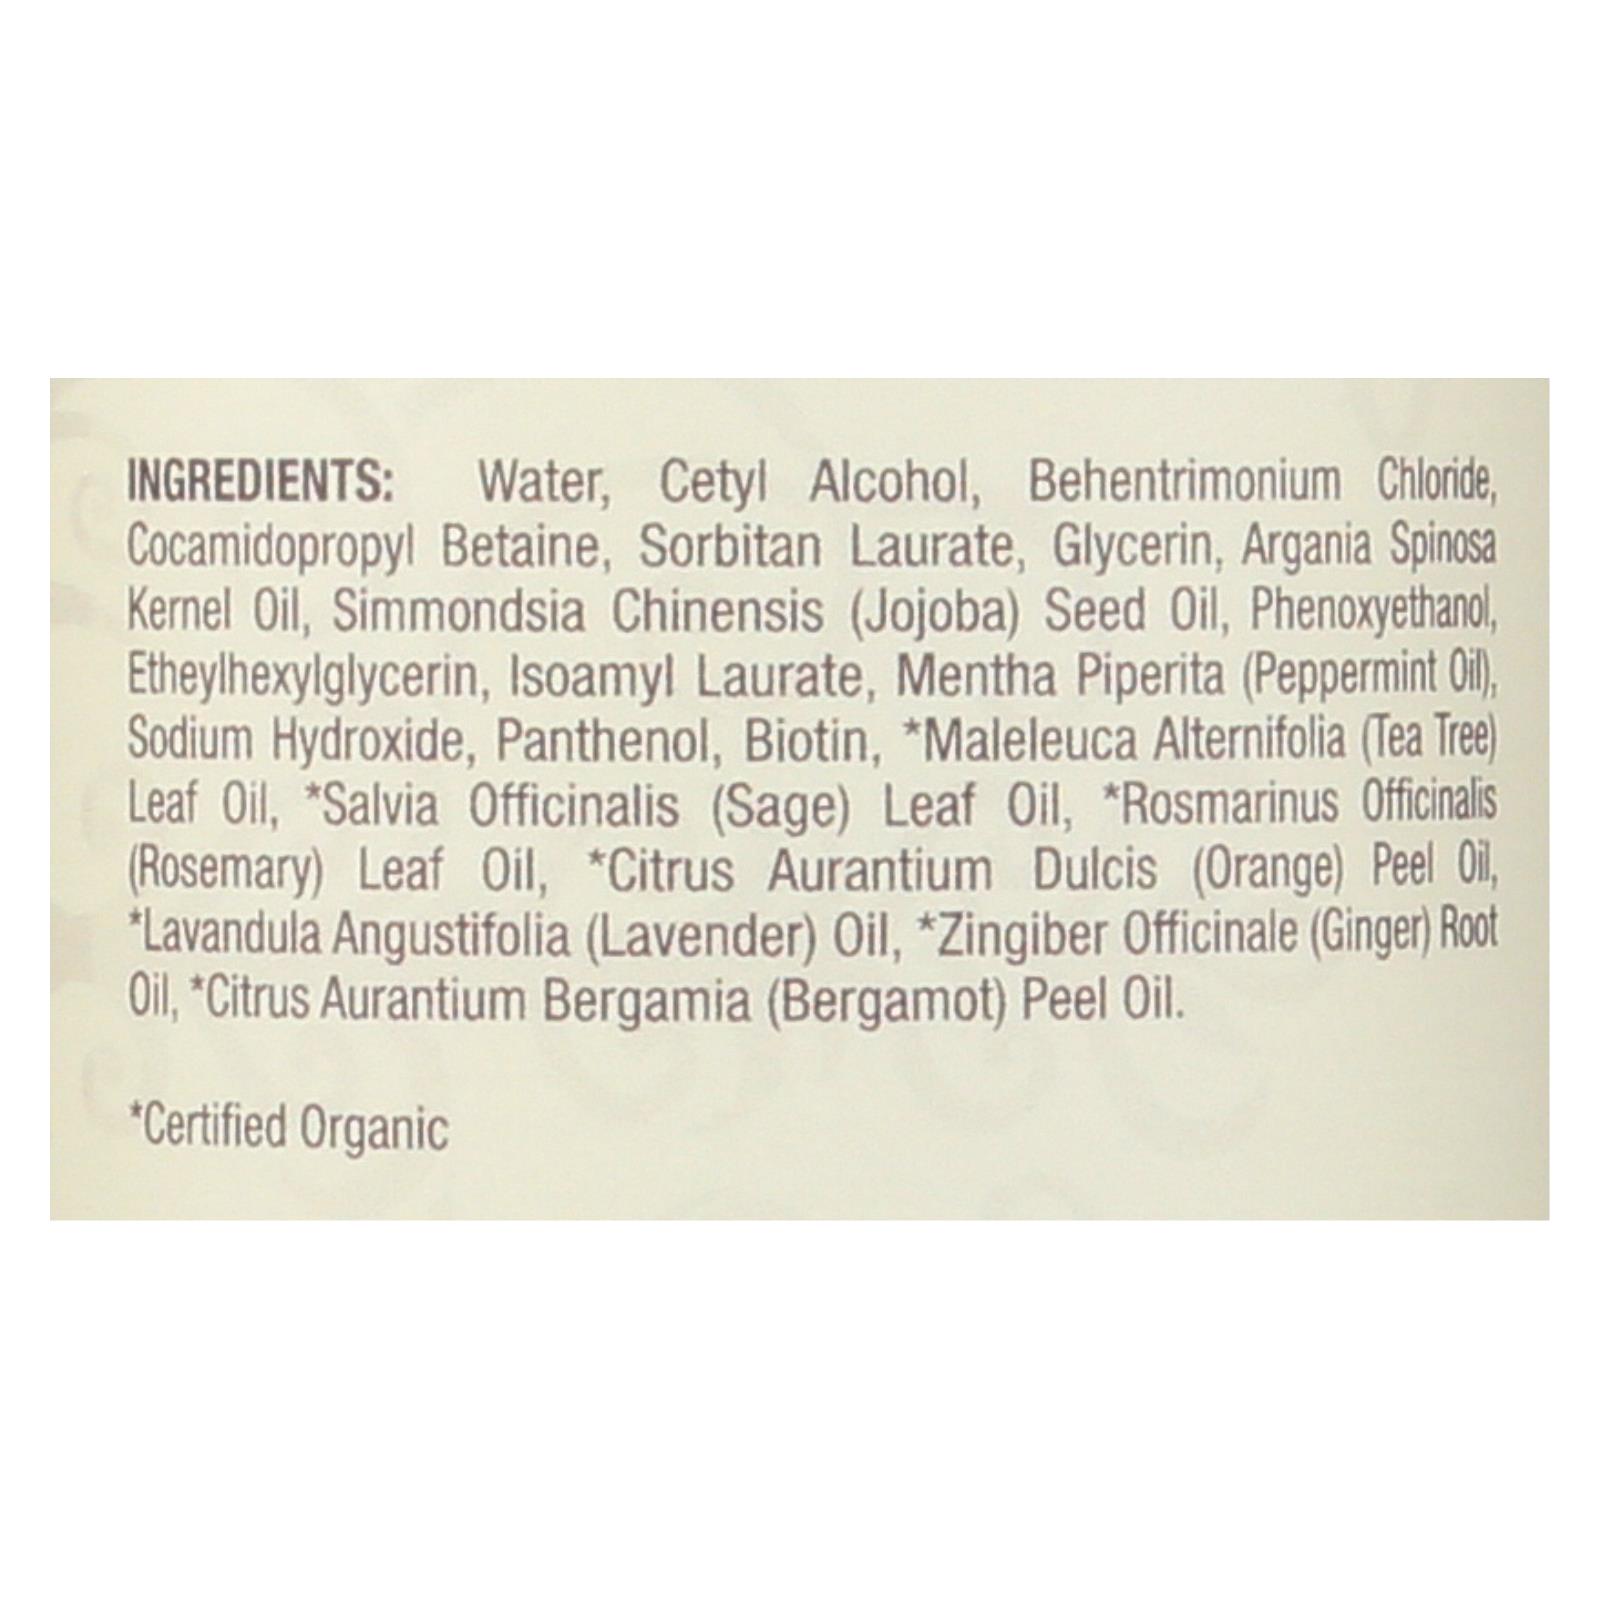 INGREDIENTS: Water, Cetyl Alcohol, Behentrimonium Chloride,
Cocamidopropyl Betaine, Sorbitan Laurate, Glycerin, Argania Spinosa
Kernel Oil, Simmondsia Chinensis (Jojoba) Seed Oil, Phenoxyethanol,
Etheylhexylglycerin, Isoamyl Laurate, Mentha Piperita (Peppermint Oil),
Sodium Hydroxide, Panthenol, Biotin, *Maleleuca Alternifolia (Tea Tree)
Leaf Oil, *Salvia Officinalis (Sage) Leaf Oil, *Rosmarinus Officinalis
(Rosemary) Leaf Oil, *Citrus Aurantium Dulcis (Orange) Peel Oil,
*Lavandula Angustifolia (Lavender) Oil, *Zingiber Officinale (Ginger) Root
Oil, *Citrus Aurantium Bergamia (Bergamot) Peel Oil.
*Certified Organic